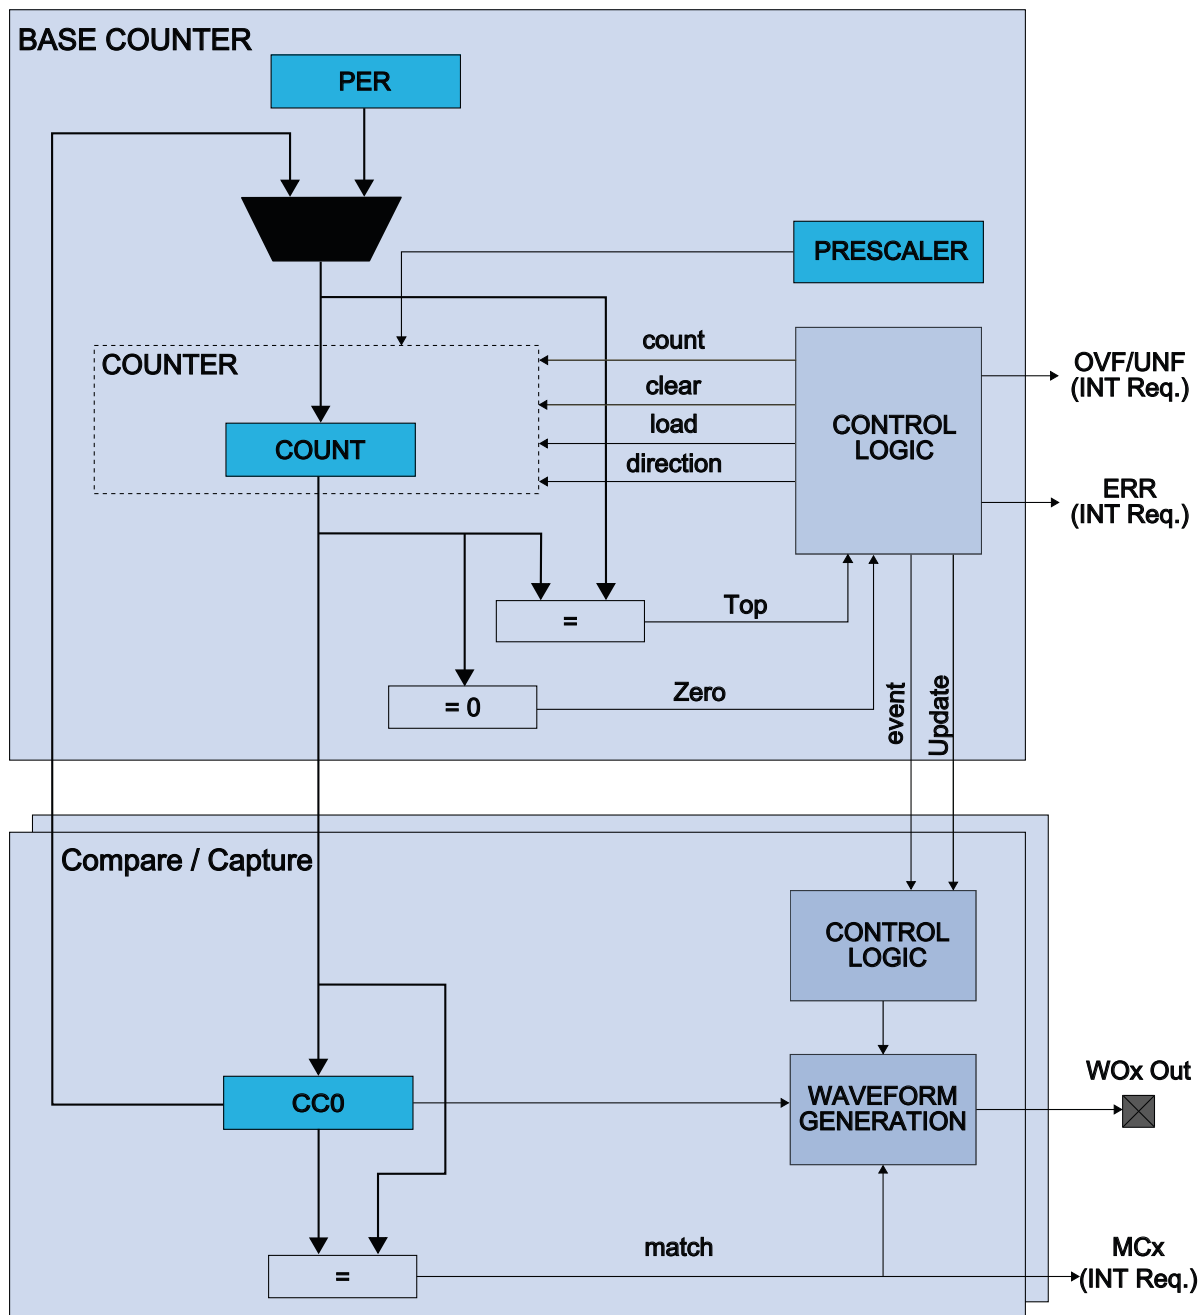 BASE COUNTER
PER
PRESCALER
COUNTER
count
clear
load
direction
COUNT
CONTROL
LOGIC
OVF/UNF
(INT Req.)
ERR
(INT Req.)
=
Top
= 0
Zero
event
Update
Compare / Capture
CONTROL
LOGIC
CC0
WAVEFORM
GENERATION
WOx Out
=
match
MCx
(INT Req.)